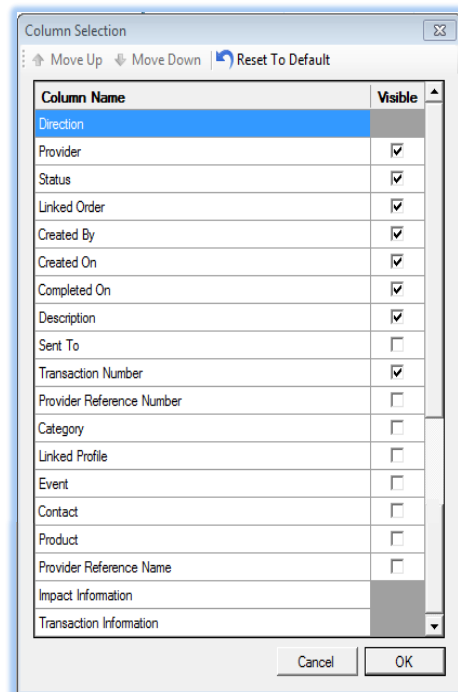 Column Selection
Move Up Move Down Reset To Default
Column Name Visible
Direction
Provider
Status
Linked Order
Created By
Created On
Completed On
Description
Sent To
Transaction Number
Provider Reference Number
Category
Linked Profile
Event
Contact
Product
Provider Reference Name
Impact Information
Transaction Information
Cancel OK